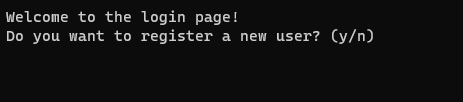 Welcome to the login page!
Do you want to register a new user? (y/n)